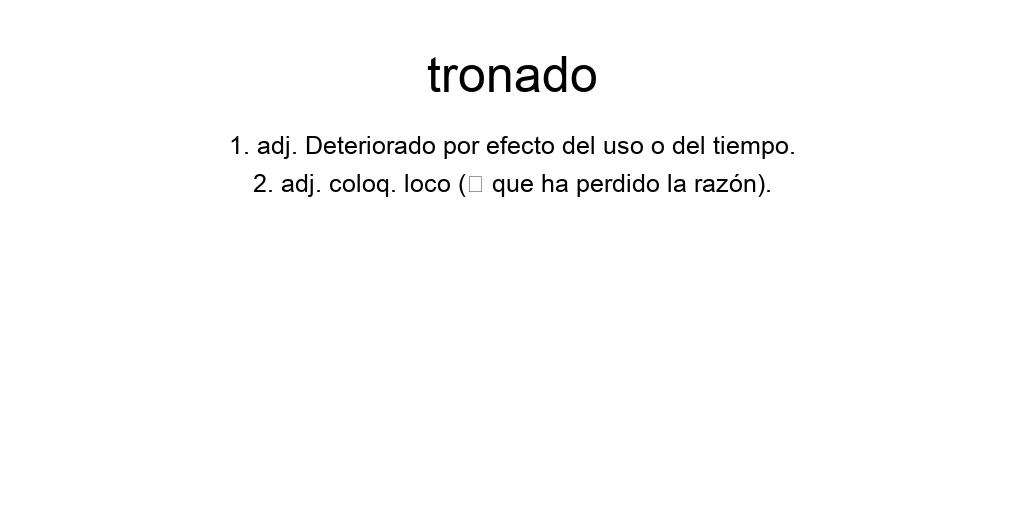 tronado
1. adj. Deteriorado por efecto del uso o del tiempo.
2. adj. coloq. loco (□ que ha perdido la razón).